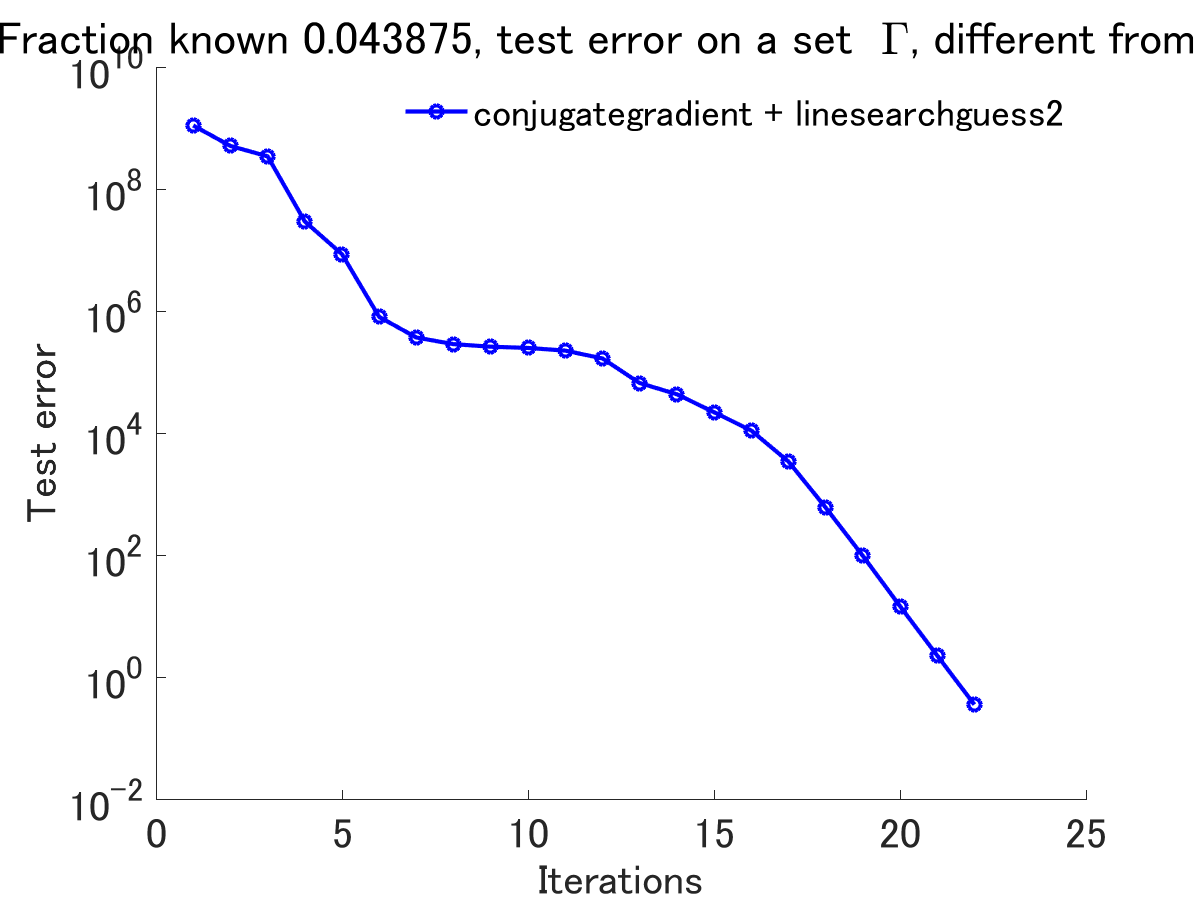 Fraction known 0.043875, test error on a set Γ, different from
10^10
conjugategradient + linesearchguess2
10^8
10^6
10^4
10^2
10^0
10^−2
Test error
0 5 10 15 20 25
Iterations